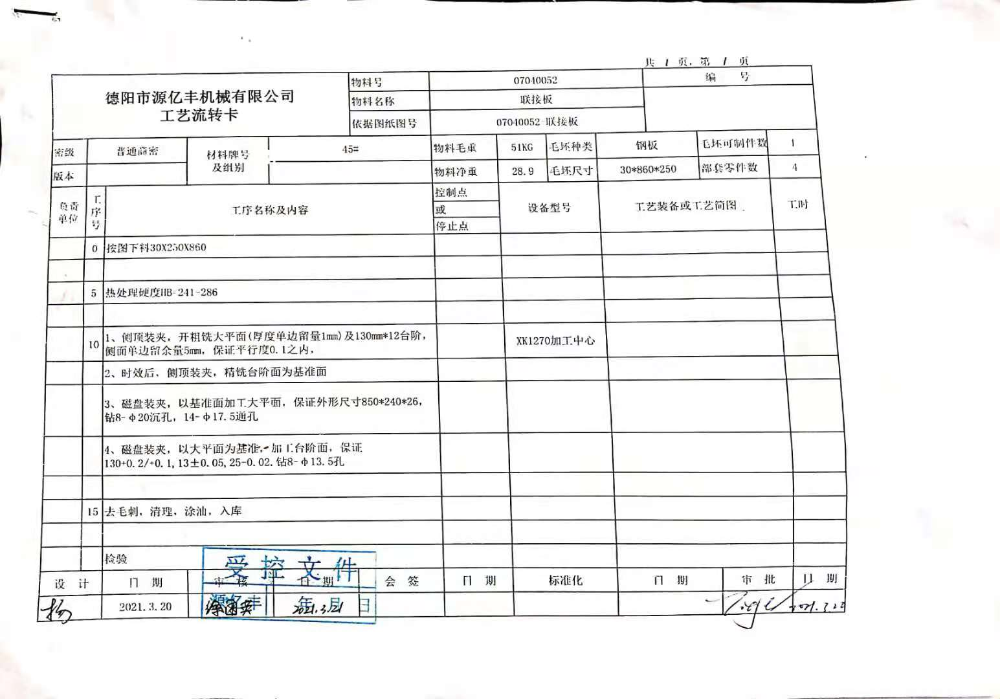 共 1 页，第 1 页
德阳市源亿丰机械有限公司
工艺流转卡
物料号 07040052 编 号
物料名称 联接板
依据图纸图号 07040052-联接板
密级 普通商密 材料牌号及组别 45# 物料毛重 51KG 毛坯种类 钢板 毛坯可制件数 1
版本 物料净重 28.9 毛坯尺寸 30*860*250 部套零件数 4
负责单位 工序号 工序名称及内容 控制点或停止点 设备型号 工艺装备或工艺简图 工时
0 按图下料30X250X860
5 热处理硬度HB=241-286
10 1、侧顶装夹，开粗铣大平面(厚度单边留量1mm)及130mm*12台阶，
侧面单边留余量5mm，保证平行度0.1之内，
XK1270加工中心
2、时效后，侧顶装夹，精铣台阶面为基准面
3、磁盘装夹，以基准面加工大平面，保证外形尺寸850*240*26，
钻8-φ20沉孔，14-φ17.5通孔
4、磁盘装夹，以大平面为基准，加工台阶面，保证
130+0.2/+0.1,13±0.05,25-0.02.钻8-φ13.5孔
15 去毛刺，清理，涂油，入库
检验
受控文件
设 计 日 期 审 核 日 期 会 签 日 期 标准化 日 期 审 批 日 期
源亿丰 年 月 日
杨 2021.3.20 2021.3.21